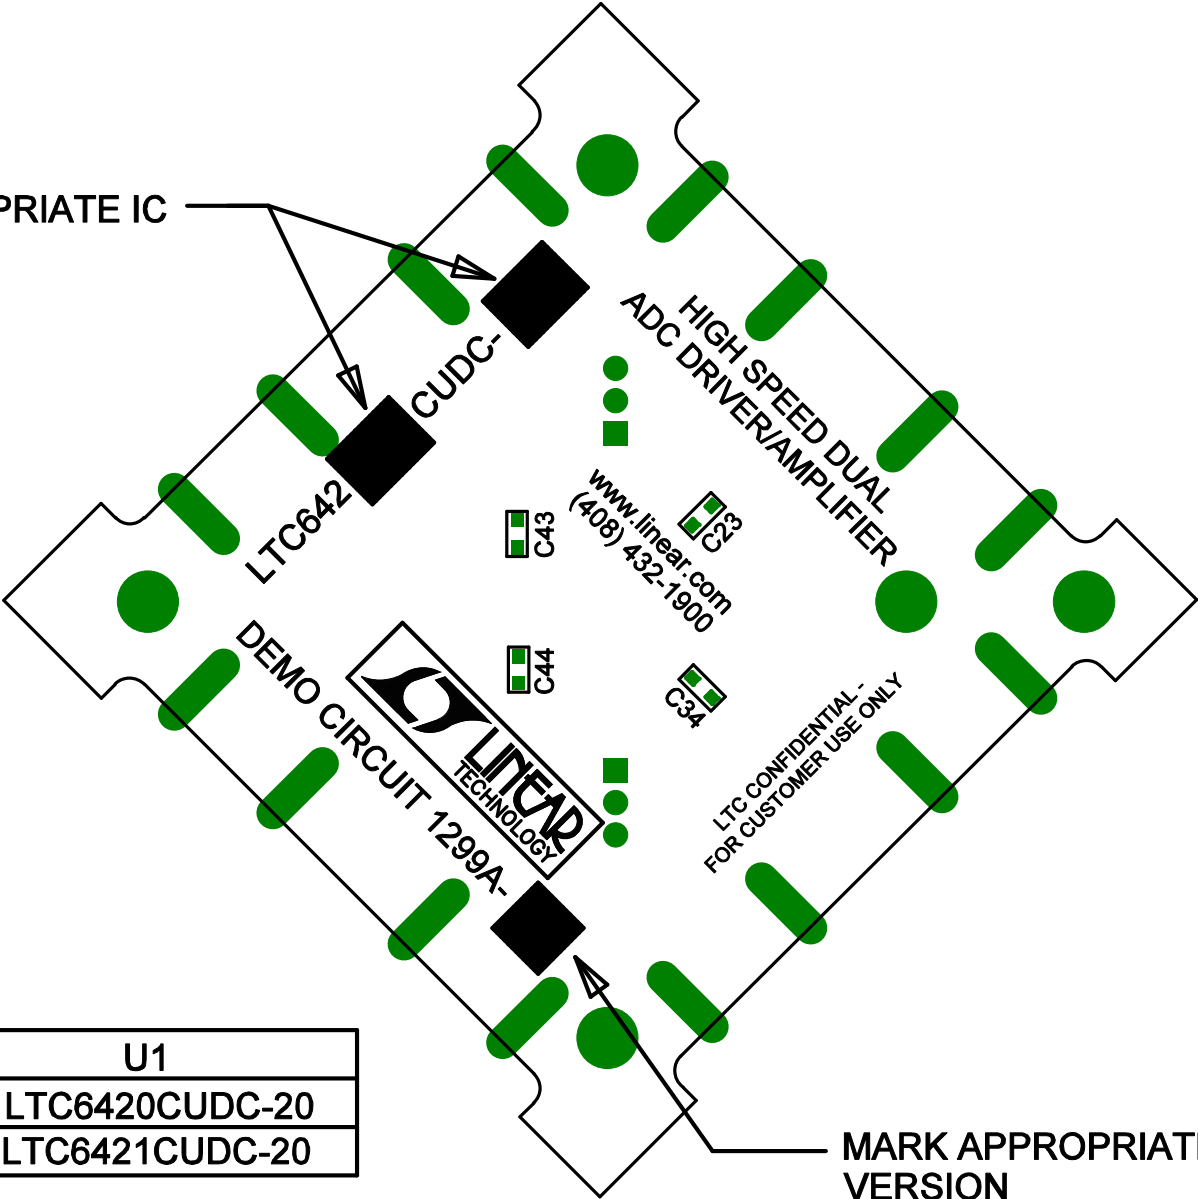 PRIATE IC
CUDC-
LTC642
HIGH SPEED DUAL
ADC DRIVER/AMPLIFIER
www.linear.com
(408) 432-1900
C43
C23
C44
C34
DEMO CIRCUIT 1299A-
LINEAR
TECHNOLOGY
LTC CONFIDENTIAL -
FOR CUSTOMER USE ONLY
U1
LTC6420CUDC-20
LTC6421CUDC-20
MARK APPROPRIATE
VERSION